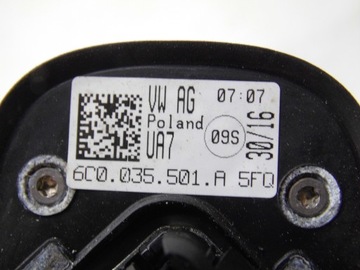 VW AG 07:07
Poland
UA7 09S 30/16
6C0.035.501.A 5FQ